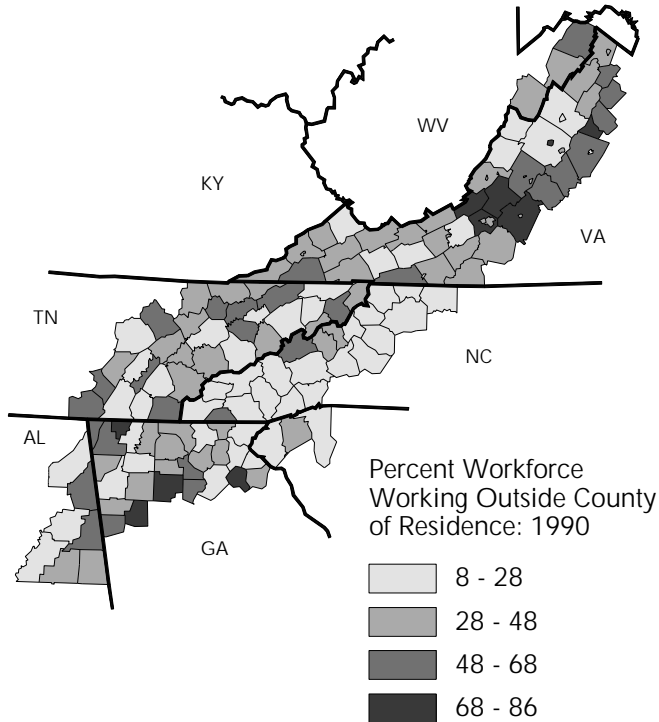 WV
KY
VA
TN
NC
AL
GA
Percent Workforce
Working Outside County
of Residence: 1990
8 - 28
28 - 48
48 - 68
68 - 86